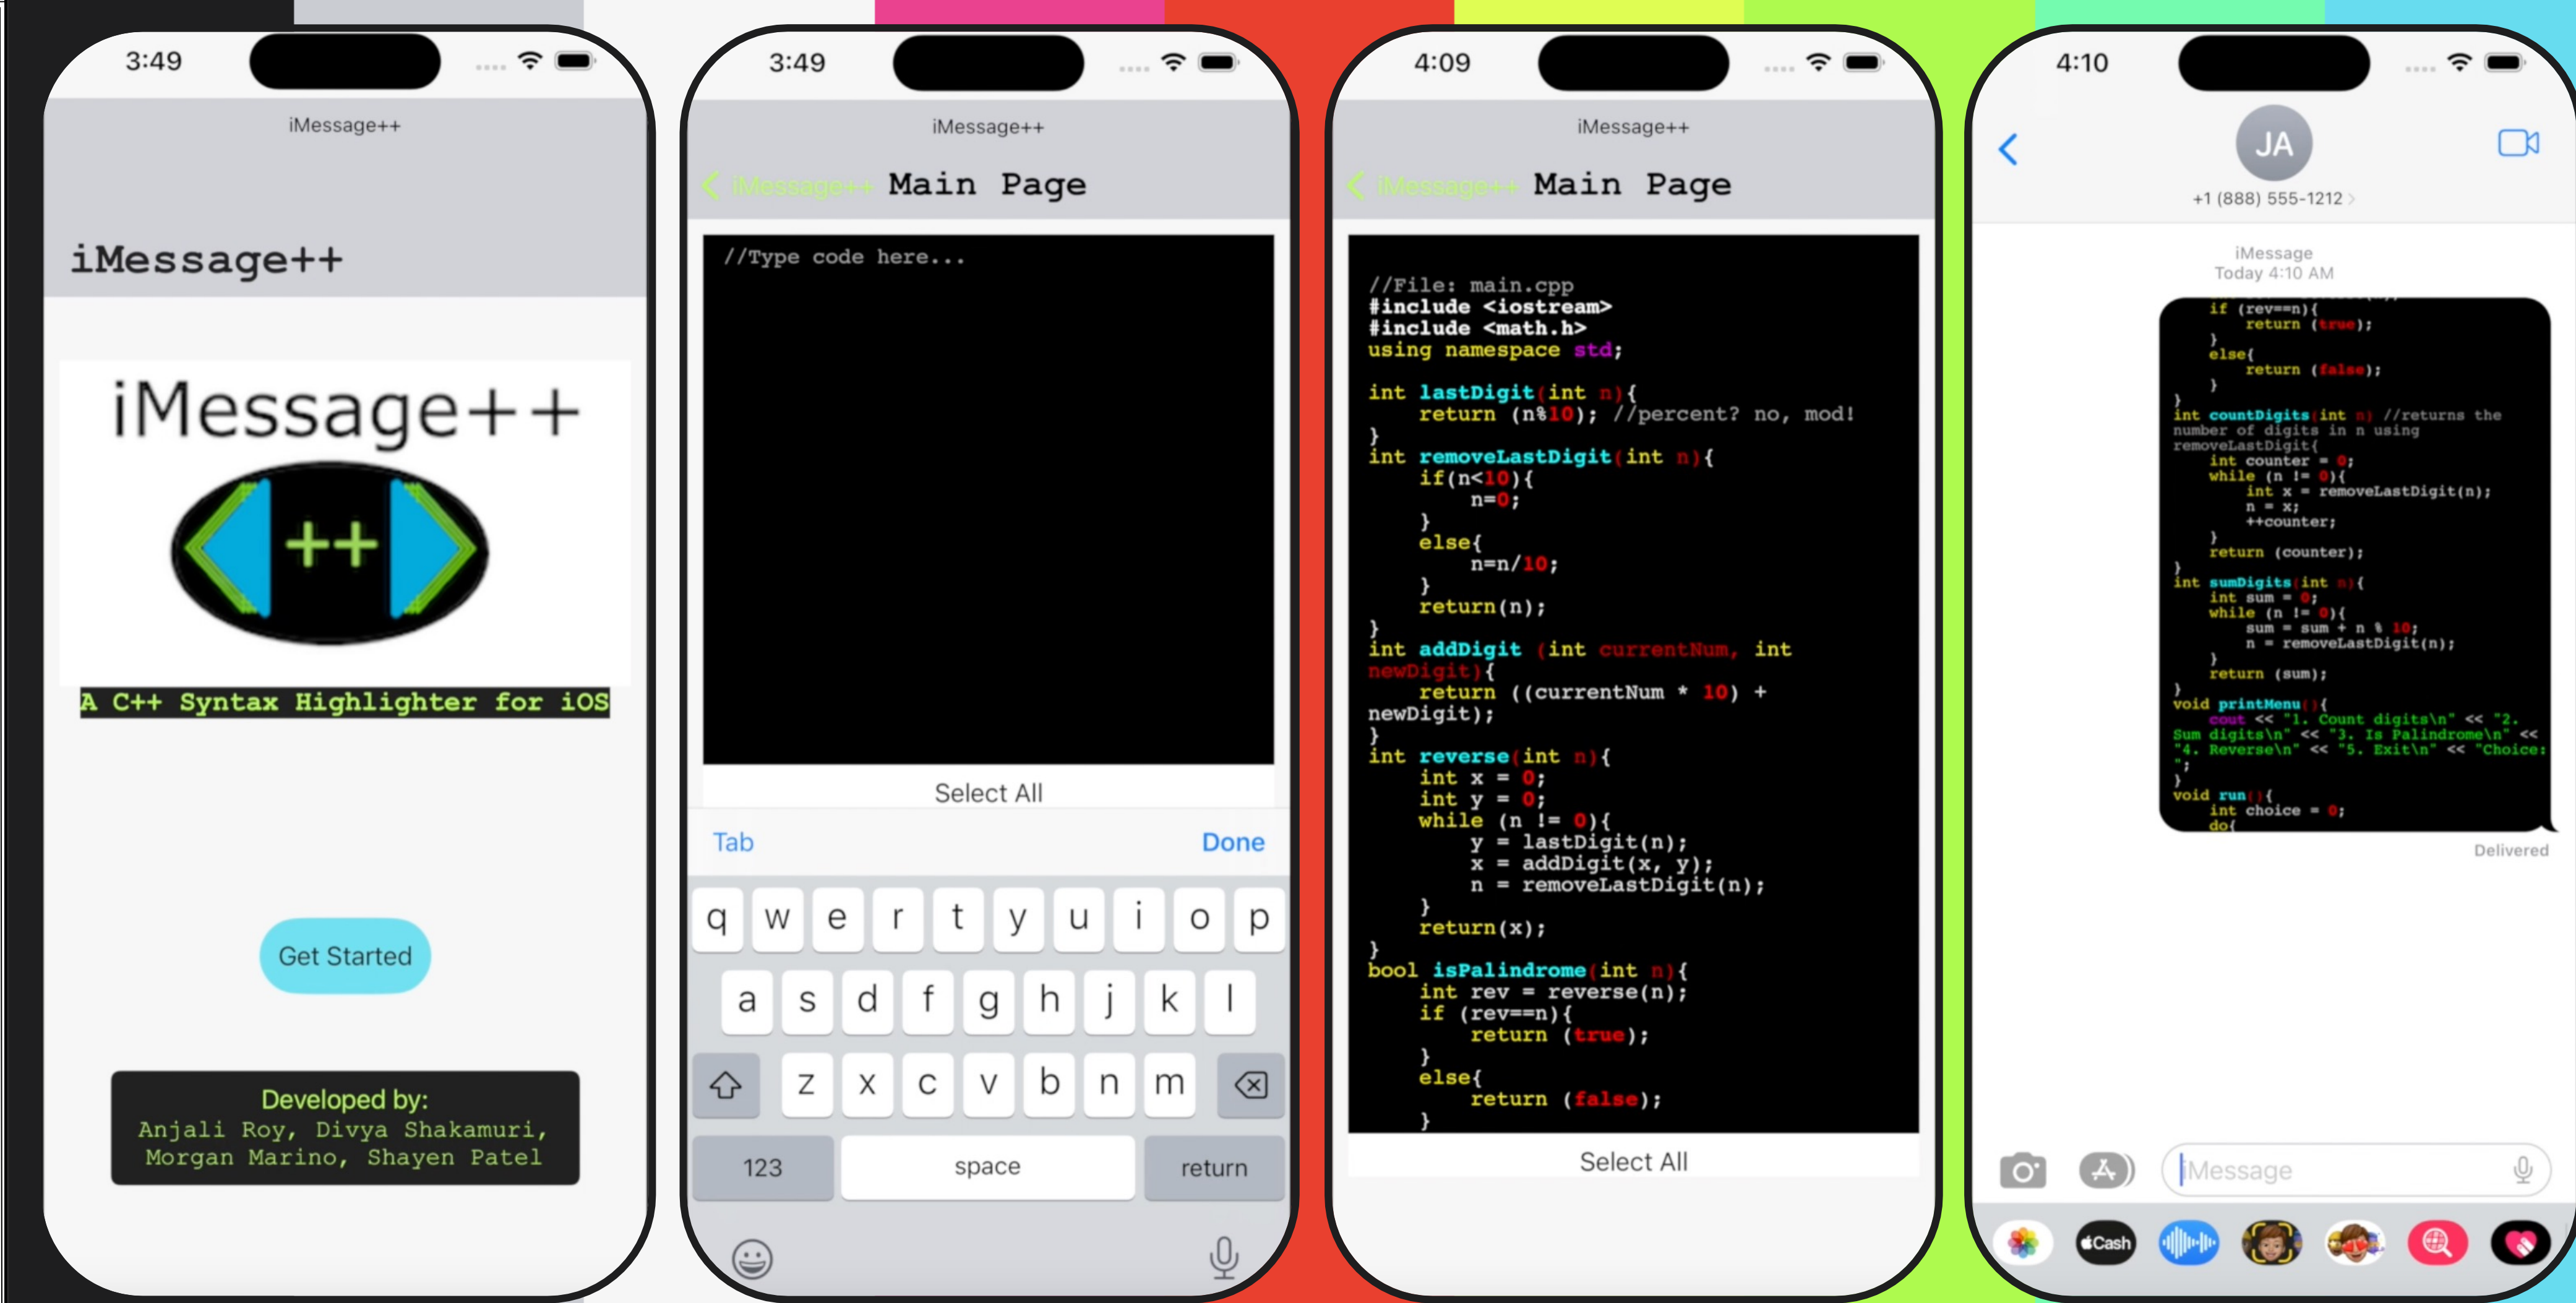 3:49
iMessage++
iMessage++
iMessage++
++
A C++ Syntax Highlighter for iOS
Get Started
Developed by:
Anjali Roy, Divya Shakamuri,
Morgan Marino, Shayen Patel
3:49
iMessage++
iMessage++ Main Page
//Type code here...
Select All
Tab Done
q w e r t y u i o p
a s d f g h j k l
z x c v b n m
123 space return
4:09
iMessage++
iMessage++ Main Page
//File: main.cpp
#include <iostream>
#include <math.h>
using namespace std;
int lastDigit(int n){
return (n%10); //percent? no, mod!
}
int removeLastDigit(int n){
if(n<10){
n=0;
}
else{
n=n/10;
}
return(n);
}
int addDigit (int currentNum, int
newDigit){
return ((currentNum * 10) +
newDigit);
}
int reverse(int n){
int x = 0;
int y = 0;
while (n != 0){
y = lastDigit(n);
x = addDigit(x, y);
n = removeLastDigit(n);
}
return(x);
}
bool isPalindrome(int n){
int rev = reverse(n);
if (rev==n){
return (true);
}
else{
return (false);
}
Select All
4:10
JA
+1 (888) 555-1212
iMessage
Today 4:10 AM
if (rev==n){
return (true);
}
else{
return (false);
}
}
int countDigits(int n) //returns the
number of digits in n using
removeLastDigit{
int counter = 0;
while (n != 0){
int x = removeLastDigit(n);
n = x;
++counter;
}
return (counter);
}
int sumDigits(int n){
int sum = 0;
while (n != 0){
sum = sum + n % 10;
n = removeLastDigit(n);
}
return (sum);
}
void printMenu(){
cout << "1. Count digits\n" << "2.
Sum digits\n" << "3. Is Palindrome\n" <<
"4. Reverse\n" << "5. Exit\n" << "Choice:
";
}
void run(){
int choice = 0;
do{
Delivered
iMessage
Cash